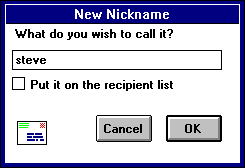 New Nickname
What do you wish to call it?
steve
Put it on the recipient list
Cancel OK